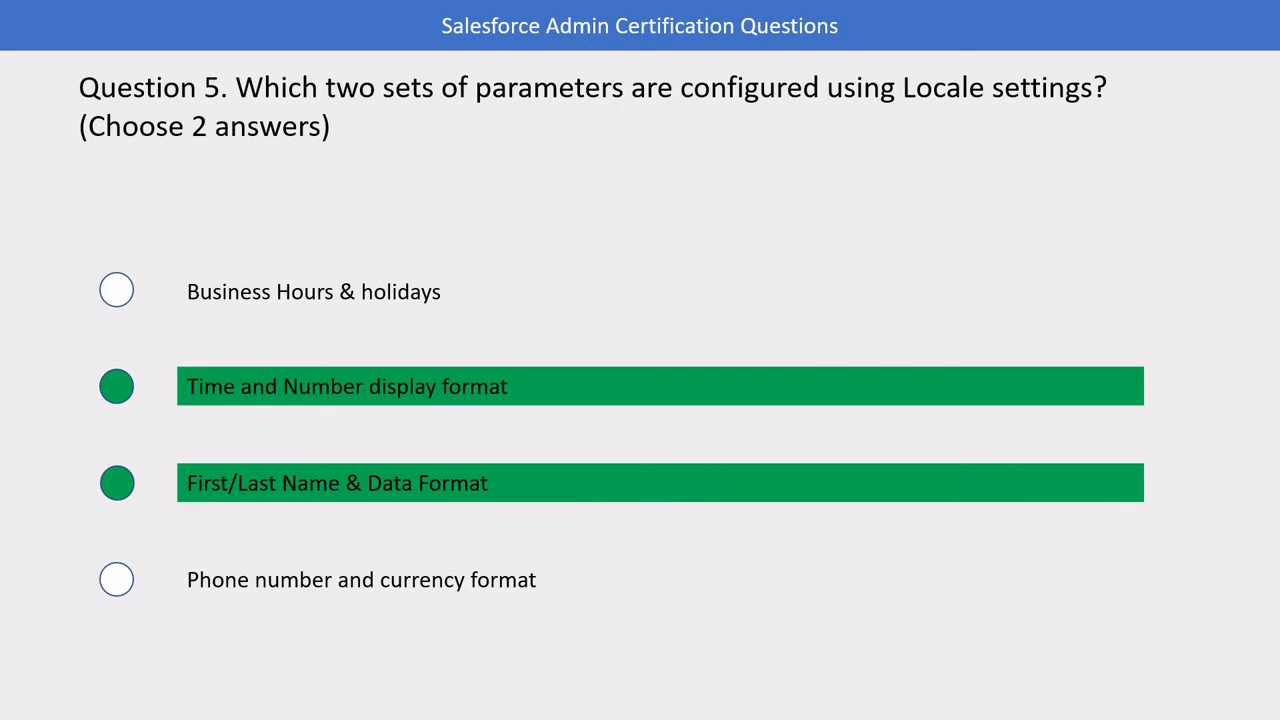 Salesforce Admin Certification Questions
Question 5. Which two sets of parameters are configured using Locale settings?
(Choose 2 answers)
Business Hours & holidays
Time and Number display format
First/Last Name & Data Format
Phone number and currency format